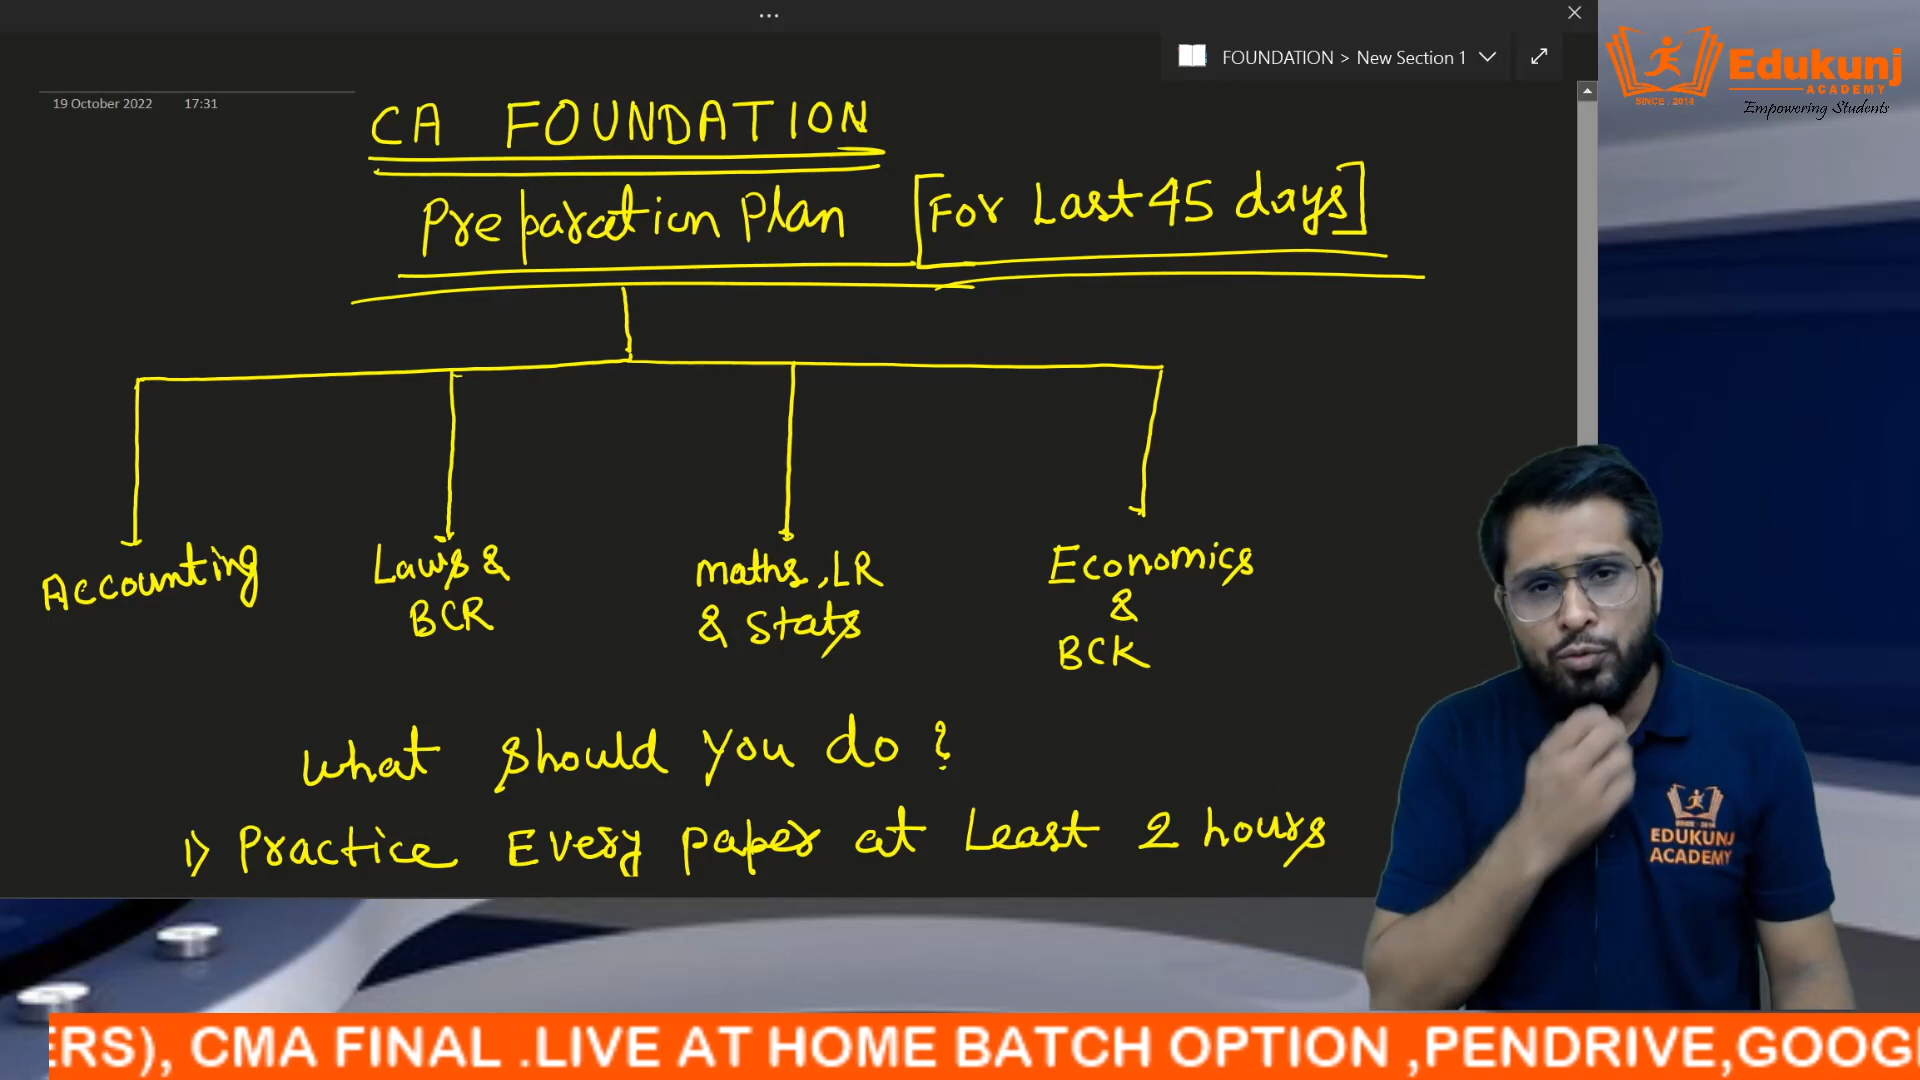 ...
FOUNDATION > New Section 1
Edukunj
ACADEMY
SINCE : 2014
Empowering Students
19 October 2022 17:31
CA FOUNDATION
Preparation Plan [For Last 45 days]
Accounting
Laws &
BCR
maths, LR
& Stats
Economics
&
BCK
What should you do?
1) Practice Every paper at Least 2 hours
EDUKUNJ
ACADEMY
ERS), CMA FINAL .LIVE AT HOME BATCH OPTION ,PENDRIVE,GOOG